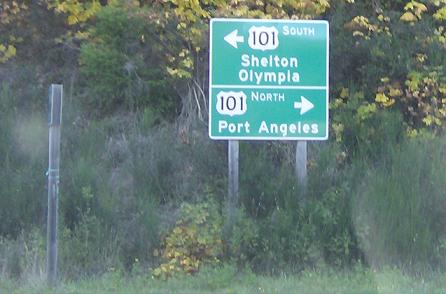 101 South
Shelton
Olympia
101 North
Port Angeles